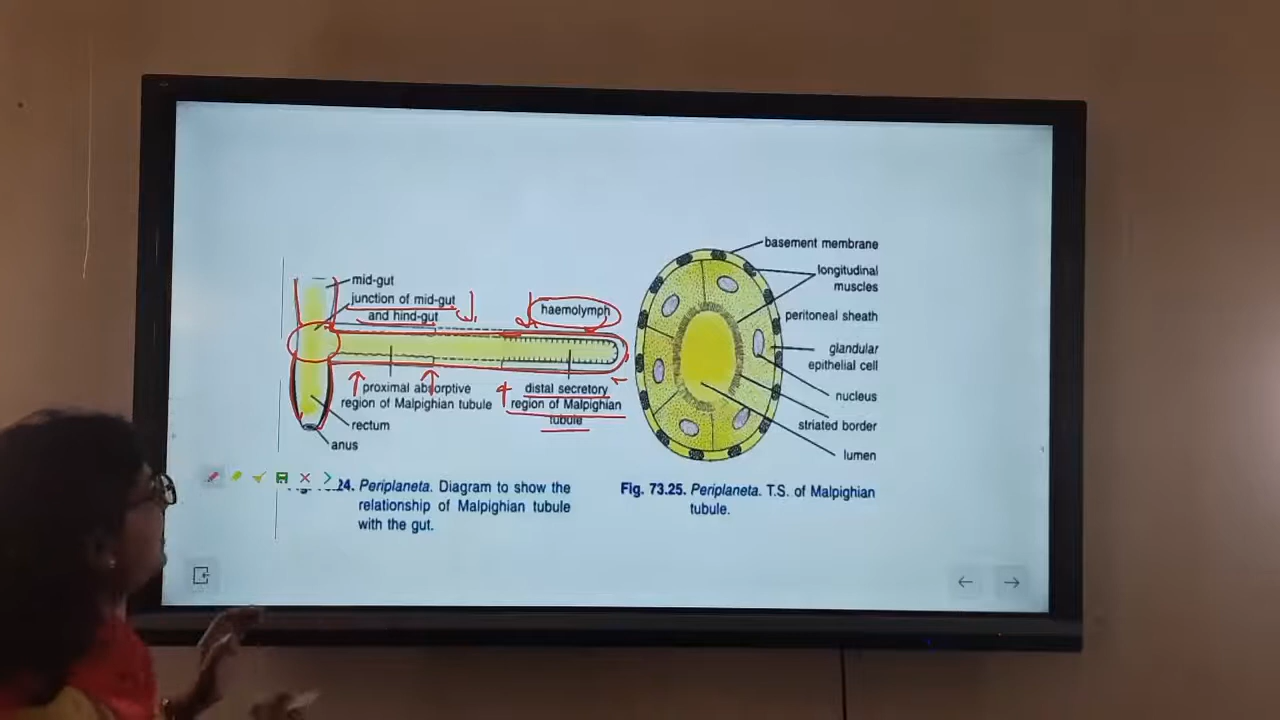 mid-gut
junction of mid-gut
and hind-gut
haemolymph
proximal absorptive
region of Malpighian tubule
distal secretory
region of Malpighian
tubule
rectum
anus
24. Periplaneta. Diagram to show the
relationship of Malpighian tubule
with the gut.
basement membrane
longitudinal
muscles
peritoneal sheath
glandular
epithelial cell
nucleus
striated border
lumen
Fig. 73.25. Periplaneta. T.S. of Malpighian
tubule.